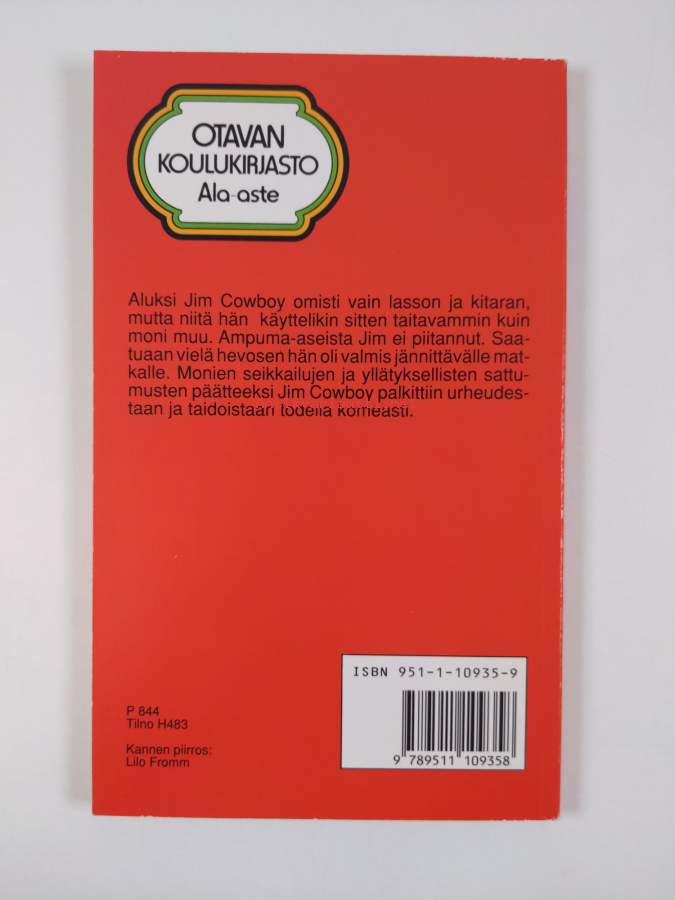 OTAVAN
KOULUKIRJASTO
Ala-aste
Aluksi Jim Cowboy omisti vain lasson ja kitaran,
mutta niitä hän käyttelikin sitten taitavammin kuin
moni muu. Ampuma-aseista Jim ei piitannut. Saa-
tuaan vielä hevosen hän oli valmis jännittävälle mat-
kalle. Monien seikkailujen ja yllätyksellisten sattu-
musten päätteeksi Jim Cowboy palkittiin urheudes-
taan ja taidoistaan todella komeasti.
ISBN 951-1-10935-9
9 789511 109358
P 844
Tilno H483
Kannen piirros:
Lilo Fromm